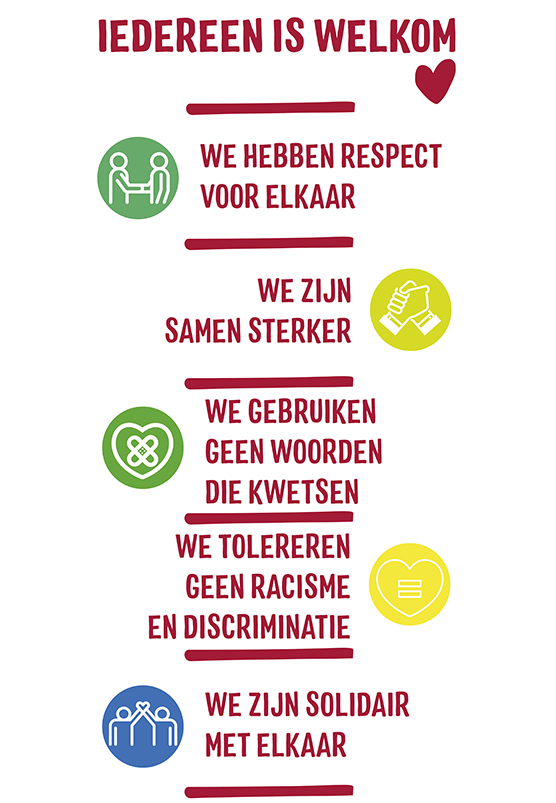 IEDEREEN IS WELKOM
WE HEBBEN RESPECT
VOOR ELKAAR
WE ZIJN
SAMEN STERKER
WE GEBRUIKEN
GEEN WOORDEN
DIE KWETSEN
WE TOLEREREN
GEEN RACISME
EN DISCRIMINATIE
WE ZIJN SOLIDAIR
MET ELKAAR